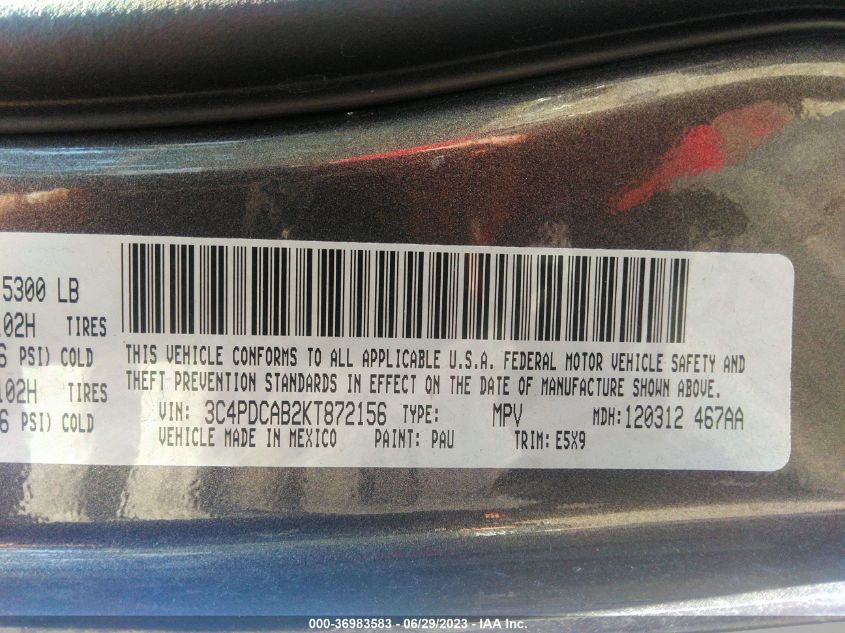 5300 LB
02H TIRES
PSI) COLD
102H TIRES
PSI) COLD
THIS VEHICLE CONFORMS TO ALL APPLICABLE U.S.A. FEDERAL MOTOR VEHICLE SAFETY AND
THEFT PREVENTION STANDARDS IN EFFECT ON THE DATE OF MANUFACTURE SHOWN ABOVE.
VIN: 3C4PDCAB2KT872156 TYPE: MPV MDH:120312 467AA
VEHICLE MADE IN MEXICO PAINT: PAU TRIM: E5X9
000-36983583 - 06/29/2023 - © IAA Inc.